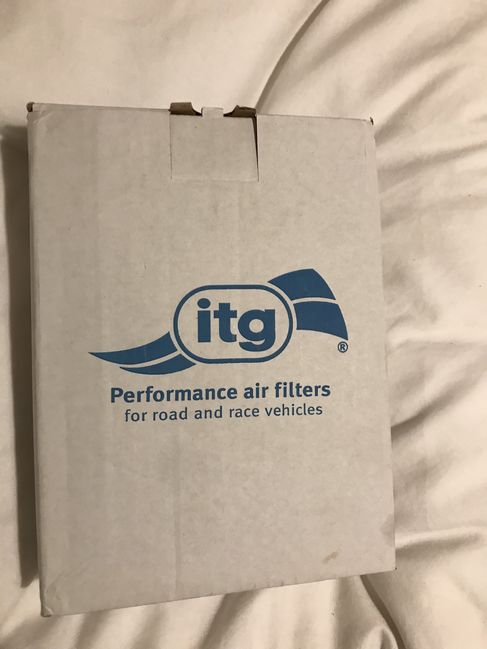 itg
®
Performance air filters
for road and race vehicles